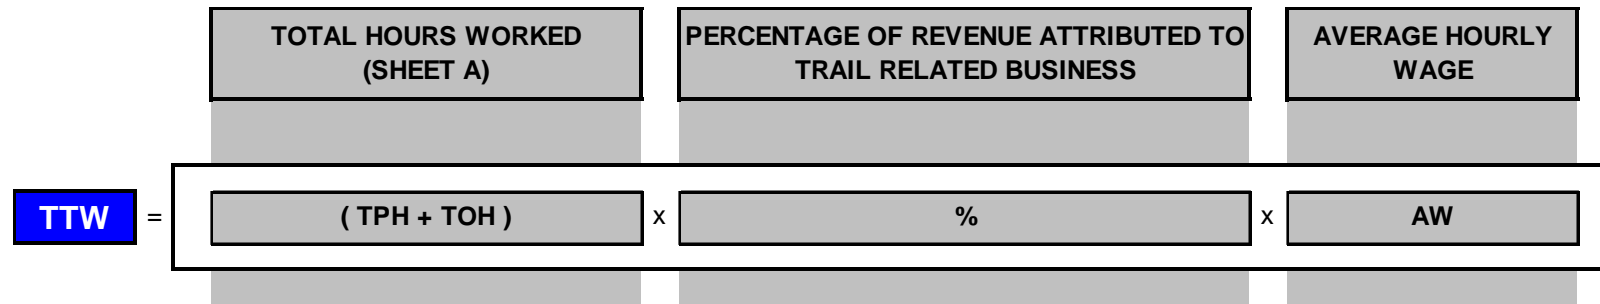 TOTAL HOURS WORKED
(SHEET A)
PERCENTAGE OF REVENUE ATTRIBUTED TO
TRAIL RELATED BUSINESS
AVERAGE HOURLY
WAGE
TTW = ( TPH + TOH ) x % x AW